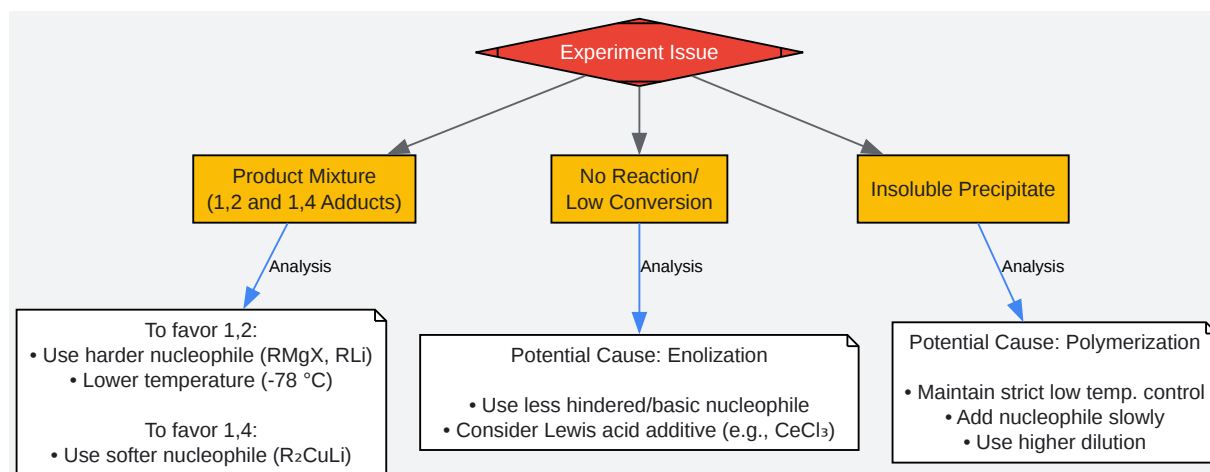 Experiment Issue
Product Mixture
(1,2 and 1,4 Adducts)
No Reaction/
Low Conversion
Insoluble Precipitate
Analysis
Analysis
Analysis
To favor 1,2:
• Use harder nucleophile (RMgX, RLi)
• Lower temperature (-78 °C)
To favor 1,4:
• Use softer nucleophile (R₂CuLi)
Potential Cause: Enolization
• Use less hindered/basic nucleophile
• Consider Lewis acid additive (e.g., CeCl₃)
Potential Cause: Polymerization
• Maintain strict low temp. control
• Add nucleophile slowly
• Use higher dilution